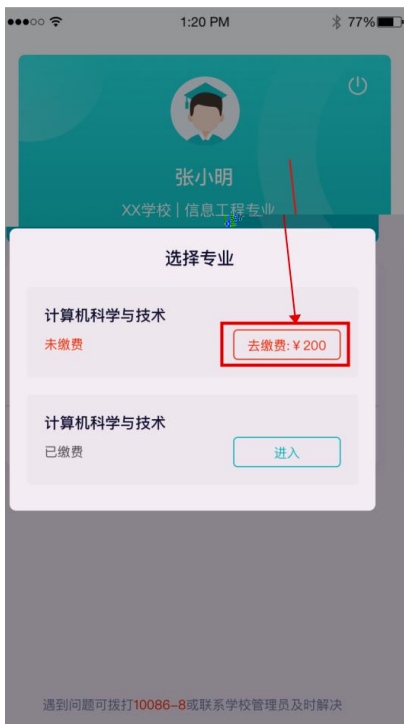 1:20 PM
77%
张小明
XX学校 | 信息工程专业
选择专业
计算机科学与技术
未缴费
去缴费:¥200
计算机科学与技术
已缴费
进入
遇到问题可拨打10086-8或联系学校管理员及时解决